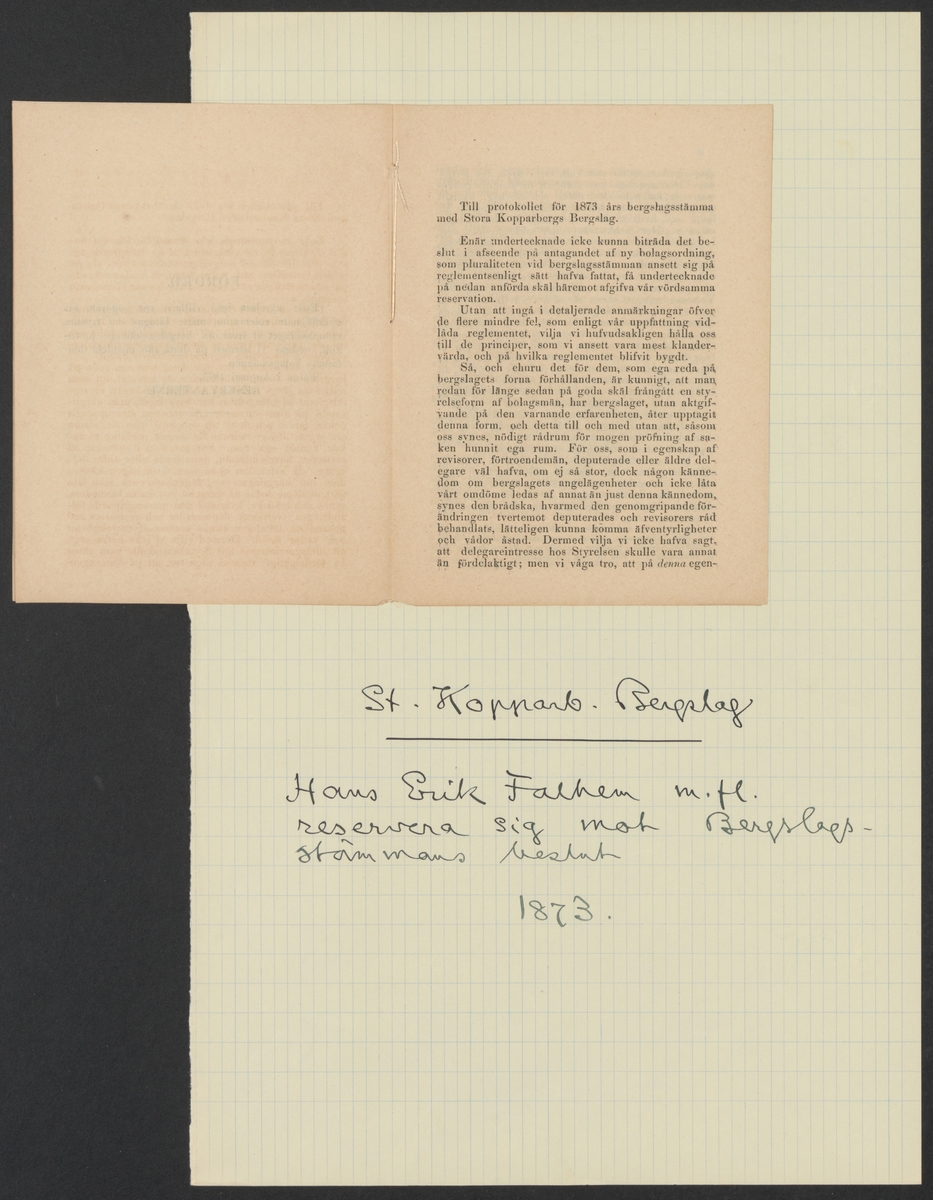 Till protokollet för 1873 års bergslagsstämma
med Stora Kopparbergs Bergslag.
Enär undertecknade icke kunna biträda det be-
slut i afseende på antagandet af ny bolagsordning,
som pluraliteten vid bergslagsstämman ansett sig på
reglementsenligt sätt hafva fattat, få undertecknade
på nedan anförda skäl häremot afgifva vår vördsamma
reservation.
Utan att ingå i detaljerade anmärkningar öfver
de flere mindre fel, som enligt vår uppfattning vid-
låda reglementet, vilja vi hufvudsakligen hålla oss
till de principer, som vi ansett vara mest klander-
värda, och på hvilka reglementet blifvit bygdt.
Så, och ehuru det för dem, som ega reda på
bergslagets forna förhållanden, är kunnigt, att man
redan för länge sedan på goda skäl frångått en sty-
relseform af bolagsmän, har bergslaget, utan aktgif-
vande på den varnande erfarenheten, åter upptagit
denna form, och detta till och med utan att, såsom
oss synes, nödigt rådrum för mogen pröfning af sa-
ken hunnit ega rum. För oss, som i egenskap af
revisorer, förtroendemän, deputerade eller äldre del-
egare väl hafva, om ej så stor, dock någon känne-
dom om bergslagets angelägenheter och icke låta
vårt omdöme ledas af annat än just denna kännedom,
synes den brådska, hvarmed den genomgripande för-
ändringen tvertemot deputerades och revisorers råd
behandlats, lätteligen kunna komma äfventyrligheter
och vådor åstad. Dermed vilja vi icke hafva sagt,
att delegareintresse hos Styrelsen skulle vara annat
än fördelaktigt; men vi våga tro, att på denna egen-
St. Kopparb. Bergslag
Hans Erik Falhem m.fl.
reservera sig mot Bergslags-
stämmans beslut
1873.